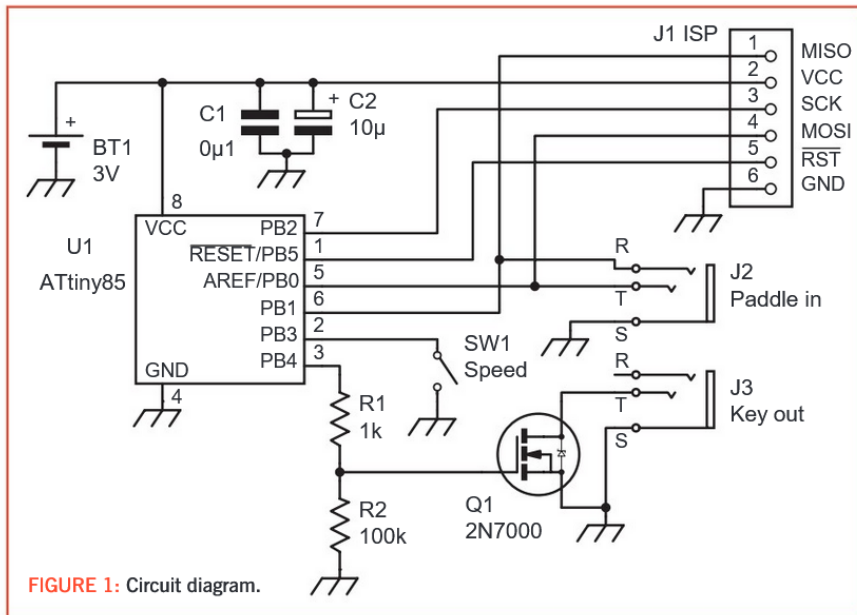 J1 ISP
1 MISO
2 VCC
3 SCK
4 MOSI
5 RST
6 GND
+
BT1
3V
C1
0µ1
+
C2
10µ
8
VCC
U1
ATtiny85
PB2 7
RESET/PB5 1
AREF/PB0 5
PB1 6
PB3 2
PB4 3
GND
4
SW1
Speed
R
T
S
J2
Paddle in
R
T
S
J3
Key out
R1
1k
R2
100k
Q1
2N7000
FIGURE 1: Circuit diagram.